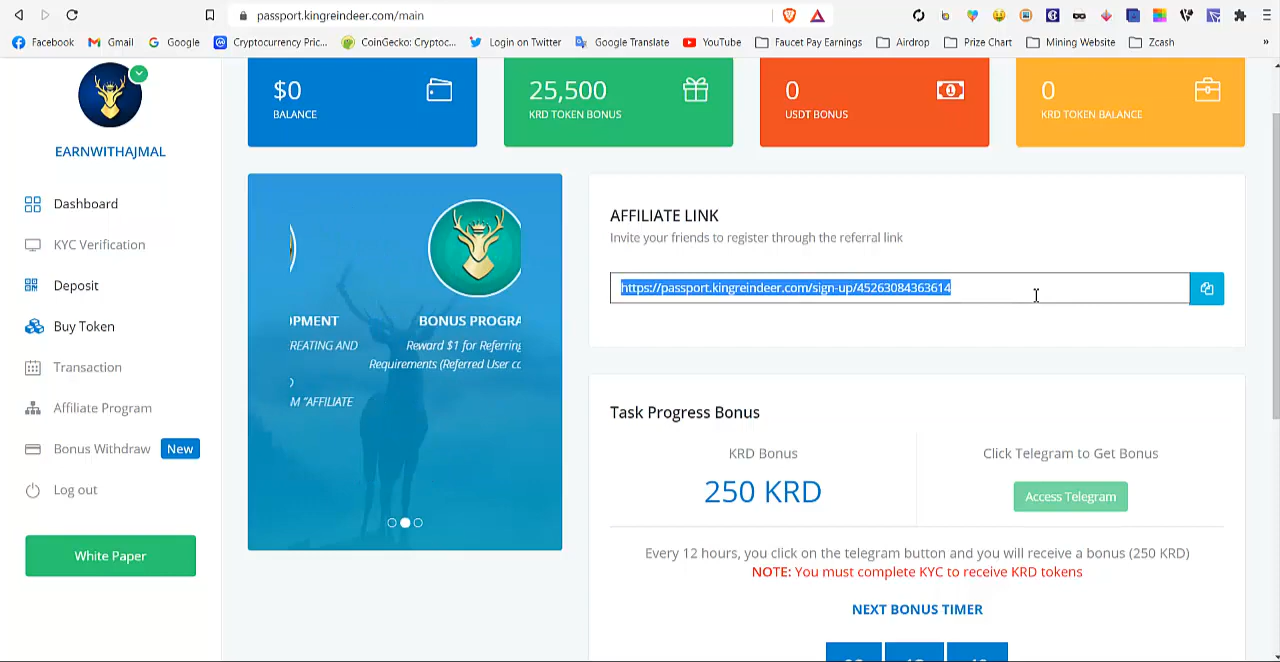 passport.kingreindeer.com/main
Facebook
Gmail
Google
Cryptocurrency Pric...
CoinGecko: Cryptoc...
Login on Twitter
Google Translate
YouTube
Faucet Pay Earnings
Airdrop
Prize Chart
Mining Website
Zcash
»
EARNWITHAJMAL
Dashboard
KYC Verification
Deposit
Buy Token
Transaction
Affiliate Program
Bonus Withdraw New
Log out
White Paper
$0
BALANCE
25,500
KRD TOKEN BONUS
0
USDT BONUS
0
KRD TOKEN BALANCE
PMENT
REATING AND
M "AFFILIATE
BONUS PROGRA
Reward $1 for Referring
Requirements (Referred User co
AFFILIATE LINK
Invite your friends to register through the referral link
https://passport.kingreindeer.com/sign-up/45263084363614
Task Progress Bonus
KRD Bonus
250 KRD
Click Telegram to Get Bonus
Access Telegram
Every 12 hours, you click on the telegram button and you will receive a bonus (250 KRD)
NOTE: You must complete KYC to receive KRD tokens
NEXT BONUS TIMER